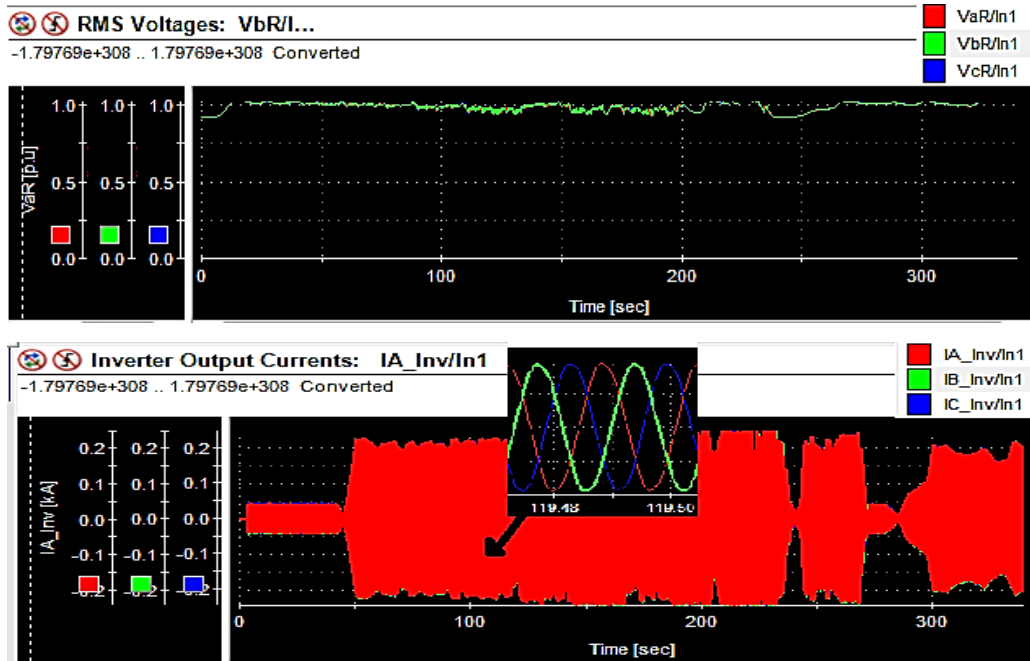 RMS Voltages: VbR/I...
-1.79769e+308 .. 1.79769e+308 Converted
VaR/In1
VbR/In1
VcR/In1
VaR [p.u]
1.0 1.0 1.0
0.5 0.5 0.5
0.0 0.0 0.0
0 100 200 300
Time [sec]
Inverter Output Currents: IA_Inv/In1
-1.79769e+308 .. 1.79769e+308 Converted
IA_Inv/In1
IB_Inv/In1
IC_Inv/In1
IA_Inv [kA]
0.2 0.2 0.2
0.1 0.1 0.1
0.0 0.0 0.0
-0.1 -0.1 -0.1
119.48 119.50
0 100 200 300
Time [sec]